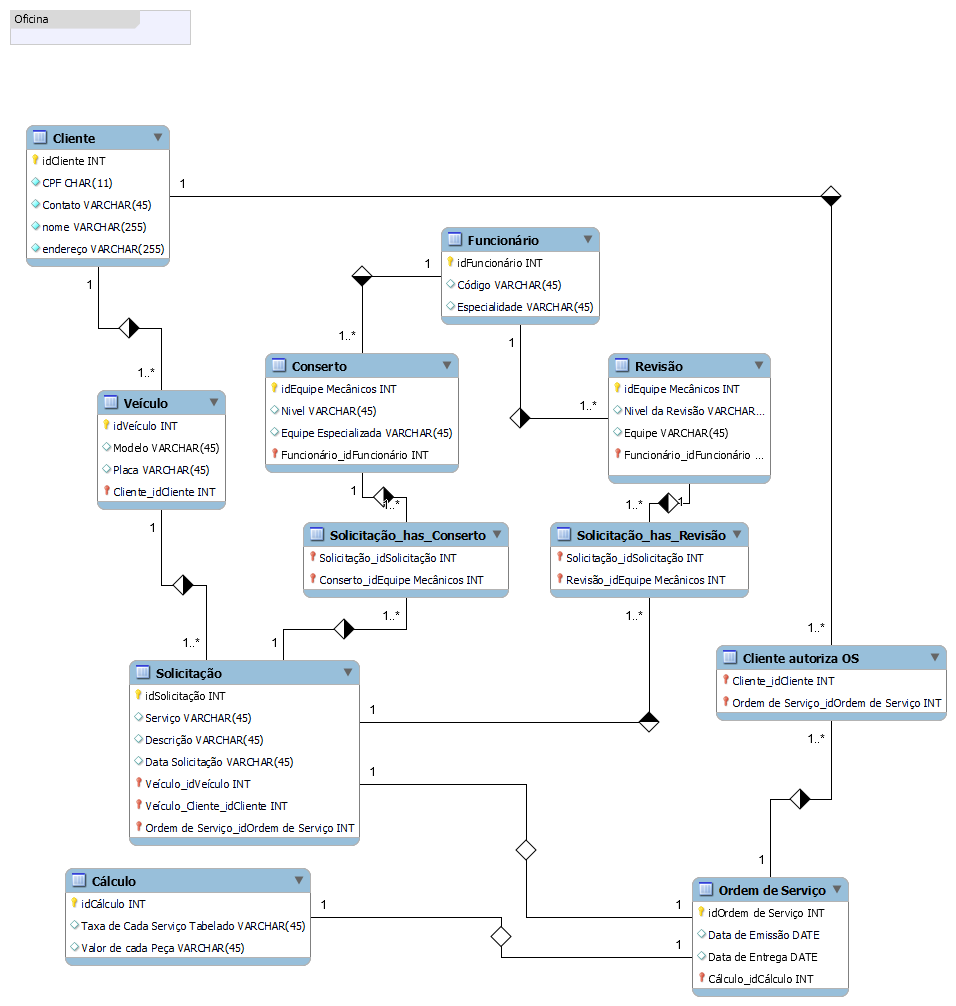 Oficina
Cliente
idCliente INT
CPF CHAR(11)
Contato VARCHAR(45)
nome VARCHAR(255)
endereço VARCHAR(255)
1
1
1..*
Funcionário
idFuncionário INT
Código VARCHAR(45)
Especialidade VARCHAR(45)
1
1..*
1
1..*
Conserto
idEquipe Mecânicos INT
Nivel VARCHAR(45)
Equipe Especializada VARCHAR(45)
Funcionário_idFuncionário INT
Revisão
idEquipe Mecânicos INT
Nivel da Revisão VARCHAR...
Equipe VARCHAR(45)
Funcionário_idFuncionário ...
Veículo
idVeículo INT
Modelo VARCHAR(45)
Placa VARCHAR(45)
Cliente_idCliente INT
1
1..*
1..*
1
1
1..*
Solicitação_has_Conserto
Solicitação_idSolicitação INT
Conserto_idEquipe Mecânicos INT
Solicitação_has_Revisão
Solicitação_idSolicitação INT
Revisão_idEquipe Mecânicos INT
1..*
1
1..*
1
1..*
Solicitação
idSolicitação INT
Serviço VARCHAR(45)
Descrição VARCHAR(45)
Data Solicitação VARCHAR(45)
Veículo_idVeículo INT
Veículo_Cliente_idCliente INT
Ordem de Serviço_idOrdem de Serviço INT
Cliente autoriza OS
Cliente_idCliente INT
Ordem de Serviço_idOrdem de Serviço INT
1..*
1
1
1
Cálculo
idCálculo INT
Taxa de Cada Serviço Tabelado VARCHAR(45)
Valor de cada Peça VARCHAR(45)
1
1
Ordem de Serviço
idOrdem de Serviço INT
Data de Emissão DATE
Data de Entrega DATE
Cálculo_idCálculo INT